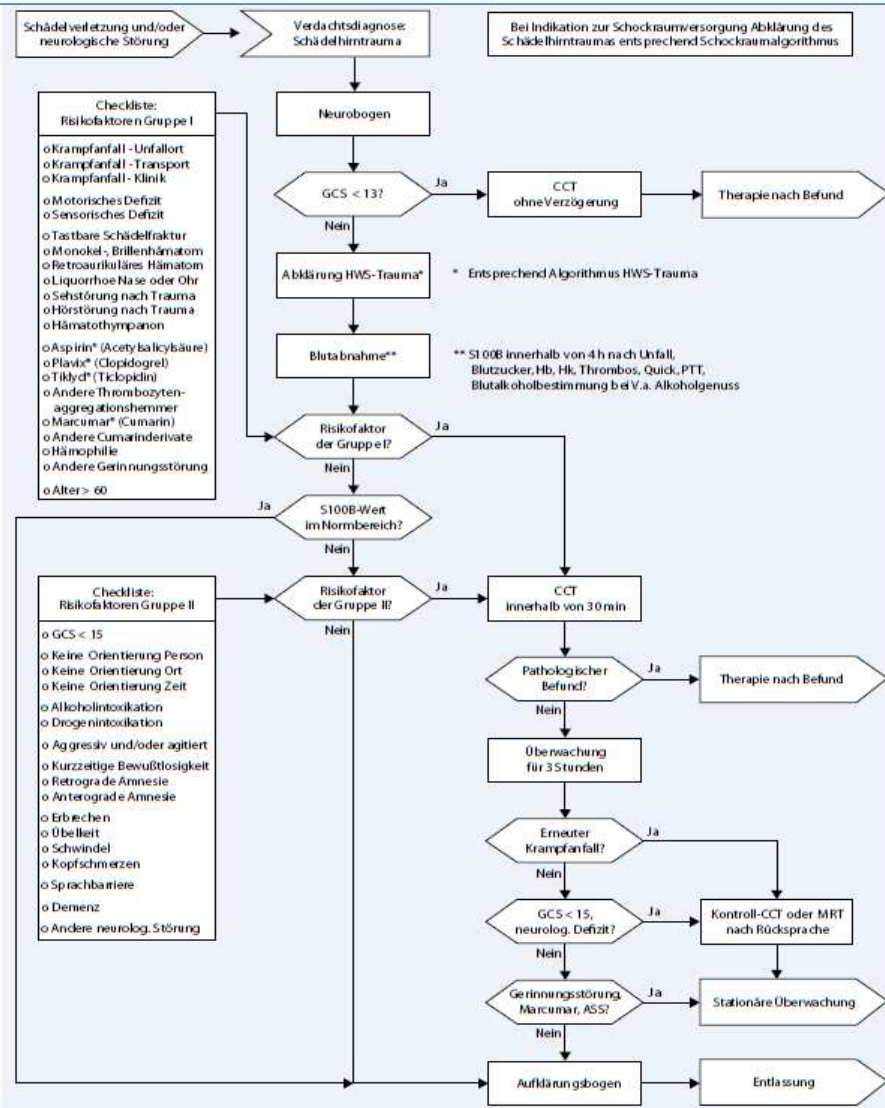 Schädelverletzung und/oder
neurologische Störung
Verdachtsdiagnose:
Schädelhirntrauma
Bei Indikation zur Schockraumversorgung Abklärung des
Schädelhirntraumas entsprechend Schockraumalgorithmus
Neurobogen
Checkliste:
Risikofaktoren Gruppe I
o Krampfanfall - Unfallort
o Krampfanfall - Transport
o Krampfanfall - Klinik
o Motorisches Defizit
o Sensorisches Defizit
o Tastbare Schädelfraktur
o Monokel-, Brillenhämatom
o Retroaurikuläres Hämatom
o Liquorrhoe Nase oder Ohr
o Sehstörung nach Trauma
o Hörstörung nach Trauma
o Hämatothympanon
o Aspirin* (Acetylsalicylsäure)
o Plavix* (Clopidogrel)
o Tiklyd* (Ticlopidin)
o Andere Thrombozyten-
aggregationshemmer
o Marcumar* (Cumarin)
o Andere Cumarinderivate
o Hämophilie
o Andere Gerinnungsstörung
o Alter > 60
GCS < 13?
Ja
CCT
ohne Verzögerung
Therapie nach Befund
Nein
Abklärung HWS-Trauma*
* Entsprechend Algorithmus HWS-Trauma
Blutabnahme**
** S100B innerhalb von 4 h nach Unfall,
Blutzucker, Hb, Hk, Thrombos, Quick, PTT,
Blutalkoholbestimmung bei V.a. Alkoholgenuss
Risikofaktor
der Gruppe I?
Ja
Nein
Ja
S100B-Wert
im Normbereich?
Nein
Checkliste:
Risikofaktoren Gruppe II
o GCS < 15
o Keine Orientierung Person
o Keine Orientierung Ort
o Keine Orientierung Zeit
o Alkoholintoxikation
o Drogenintoxikation
o Aggressiv und/oder agitiert
o Kurzzeitige Bewußtlosigkeit
o Retrograde Amnesie
o Anterograde Amnesie
o Erbrechen
o Übelkeit
o Schwindel
o Kopfschmerzen
o Sprachbarriere
o Demenz
o Andere neurolog. Störung
Risikofaktor
der Gruppe II?
Ja
Nein
CCT
innerhalb von 30 min
Pathologischer
Befund?
Ja
Therapie nach Befund
Nein
Überwachung
für 3 Stunden
Erneuter
Krampfanfall?
Ja
Nein
GCS < 15,
neurolog. Defizit?
Ja
Kontroll-CCT oder MRT
nach Rücksprache
Nein
Gerinnungsstörung,
Marcumar, ASS?
Ja
Stationäre Überwachung
Nein
Aufklärungsbogen
Entlassung